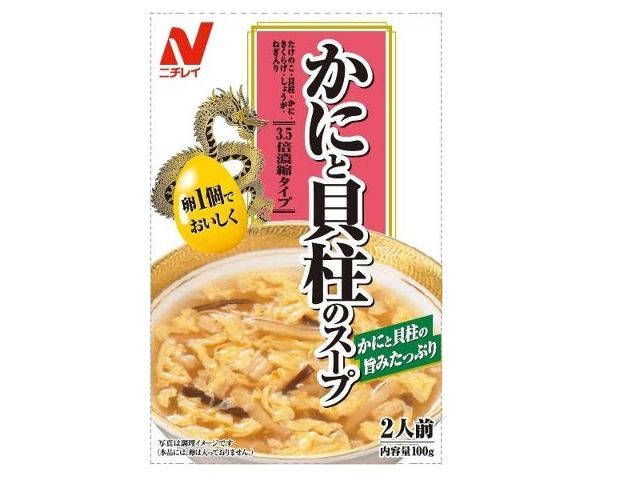 ニチレイ
かにと貝柱のスープ
たけのこ・貝柱・かに・
きくらげ・しょうが・
ねぎ入り
3.5倍濃縮タイプ
卵1個で
おいしく
かにと貝柱の
旨みたっぷり
2人前
内容量100g
写真は調理イメージです
(本品には、卵は入っておりません。)